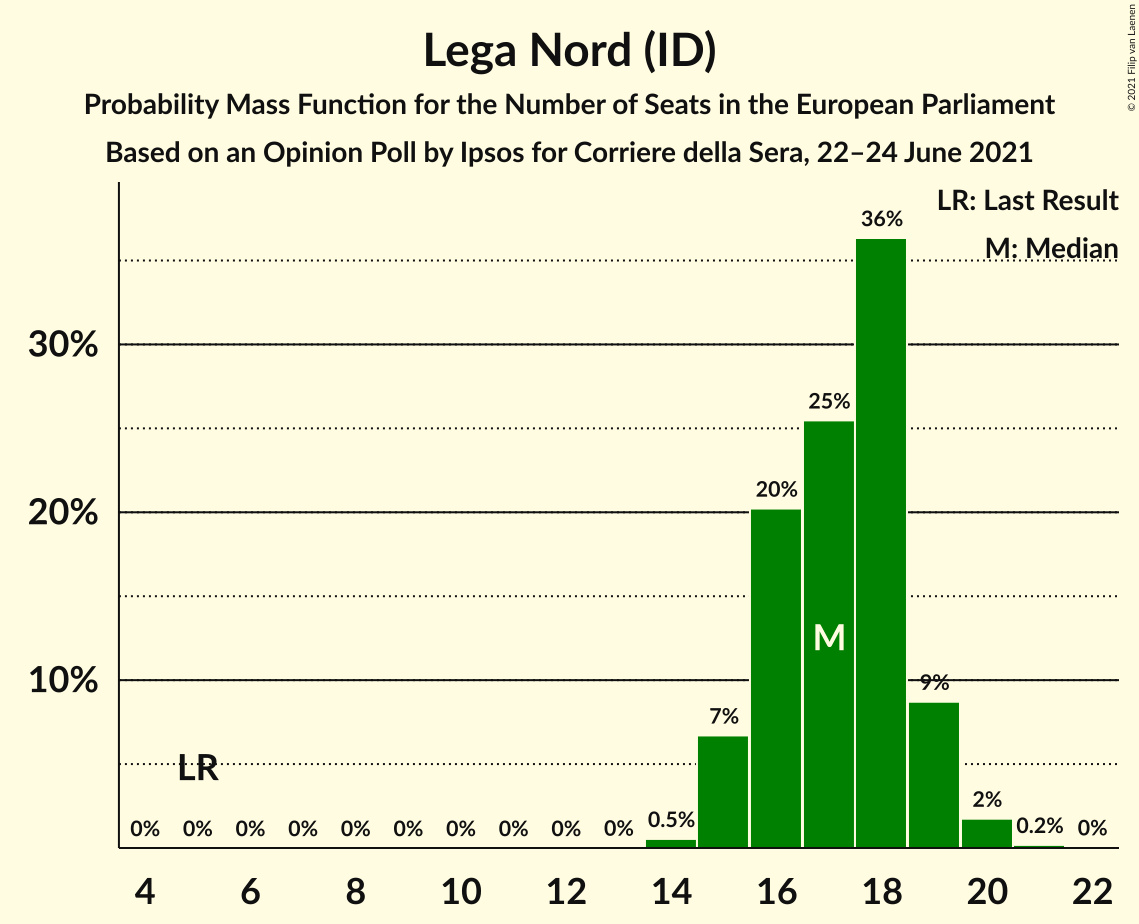 Lega Nord (ID)
Probability Mass Function for the Number of Seats in the European Parliament
Based on an Opinion Poll by Ipsos for Corriere della Sera, 22–24 June 2021
© 2021 Filip van Laenen
LR: Last Result
M: Median
30%
20%
10%
0% 0% 0% 0% 0% 0% 0% 0% 0% 0% 0.5% 7% 20% 25% 36% 9% 2% 0.2% 0%
LR
M
4 6 8 10 12 14 16 18 20 22